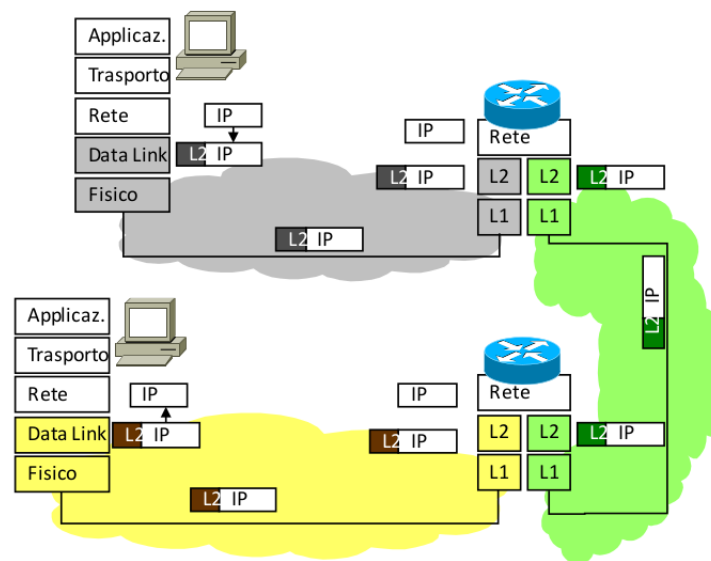 Applicaz.
Trasporto
Rete
IP
Data Link
L2 IP
Fisico
L2 IP
IP
Rete
L2 IP
L2
L2
L2 IP
L1
L1
L2 IP
Applicaz.
Trasporto
Rete
IP
Data Link
L2 IP
Fisico
L2 IP
IP
Rete
L2 IP
L2
L2
L2 IP
L1
L1